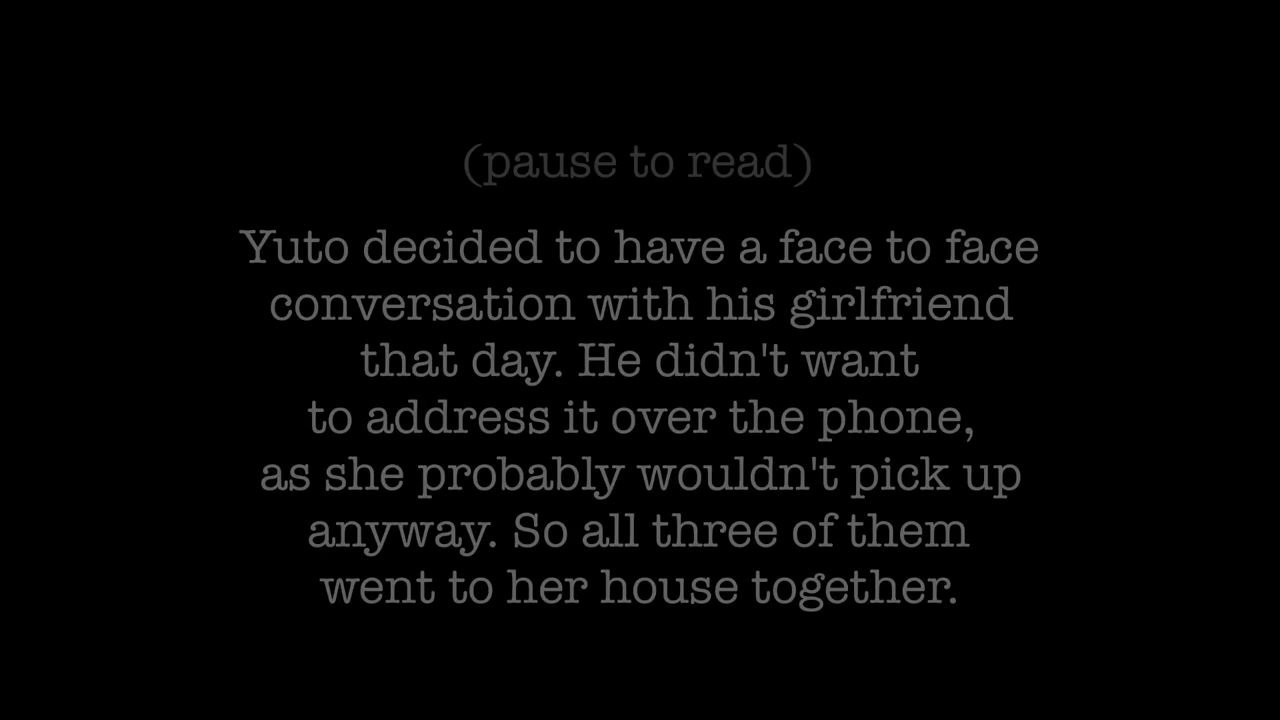 (pause to read)
Yuto decided to have a face to face
conversation with his girlfriend
that day. He didn't want
to address it over the phone,
as she probably wouldn't pick up
anyway. So all three of them
went to her house together.